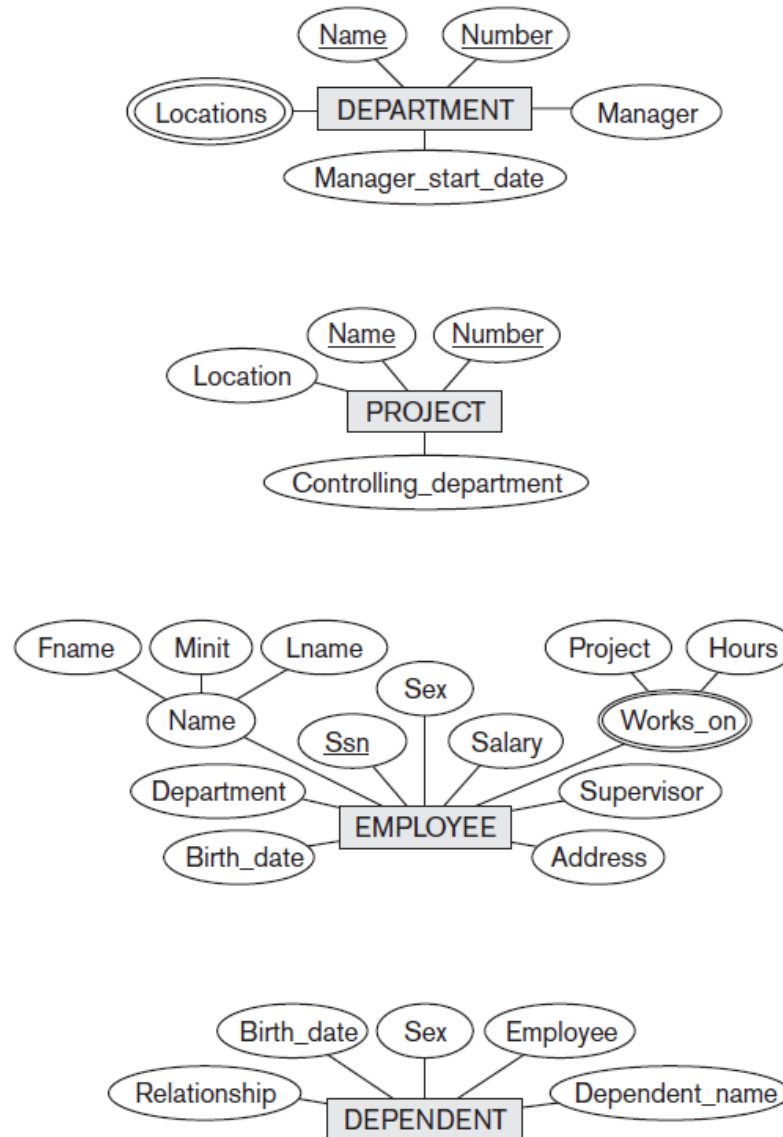 Name Number
Locations DEPARTMENT Manager
Manager_start_date
Name Number
Location
PROJECT
Controlling_department
Fname Minit Lname Project Hours
Sex
Name Works_on
Ssn Salary
Department Supervisor
EMPLOYEE
Birth_date Address
Birth_date Sex Employee
Relationship Dependent_name
DEPENDENT